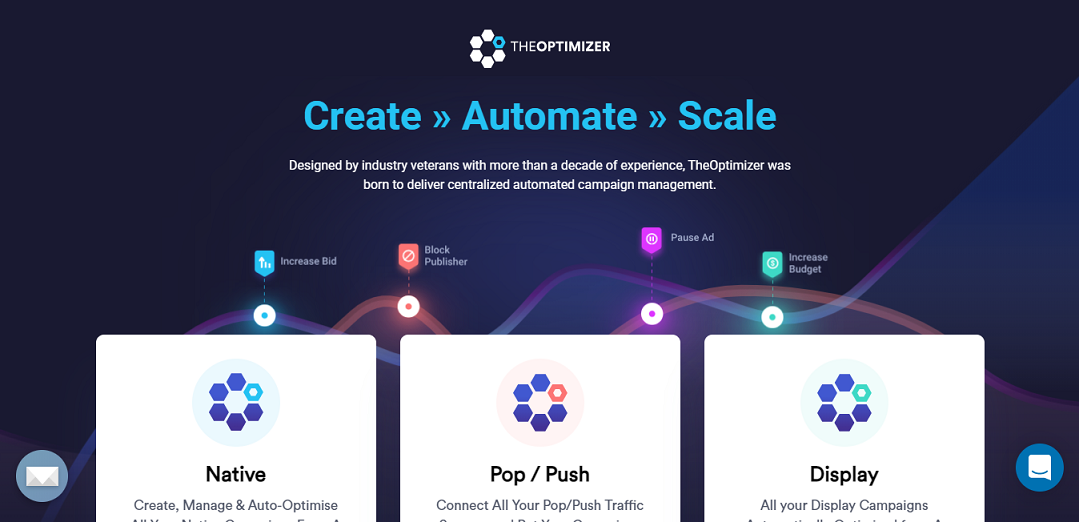 THEOPTIMIZER
Create » Automate » Scale
Designed by industry veterans with more than a decade of experience, TheOptimizer was
born to deliver centralized automated campaign management.
Increase Bid
Block
Publisher
Pause Ad
Increase
Budget
Native
Create, Manage & Auto-Optimise
Pop / Push
Connect All Your Pop/Push Traffic
Display
All your Display Campaigns